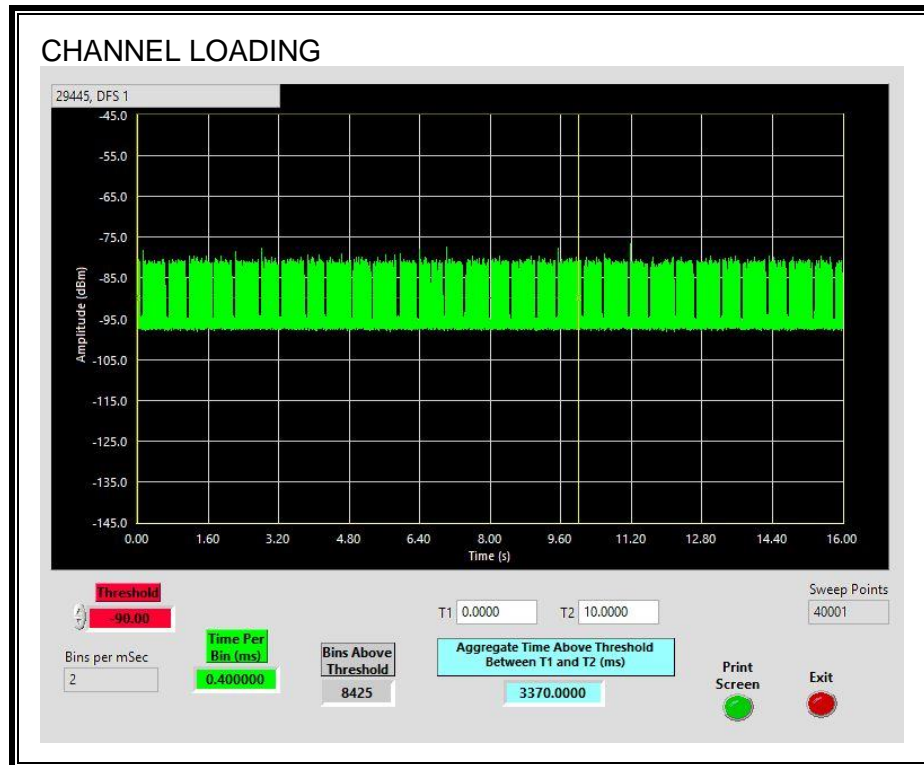 CHANNEL LOADING
29445, DFS 1
Amplitude (dBm)
-45.0
-55.0
-65.0
-75.0
-85.0
-95.0
-105.0
-115.0
-125.0
-135.0
-145.0
0.00 1.60 3.20 4.80 6.40 8.00 9.60 11.20 12.80 14.40 16.00
Time (s)
Threshold
-90.00
Bins per mSec
2
Time Per
Bin (ms)
0.400000
Bins Above
Threshold
8425
T1 0.0000 T2 10.0000
Aggregate Time Above Threshold
Between T1 and T2 (ms)
3370.0000
Sweep Points
40001
Print
Screen
Exit